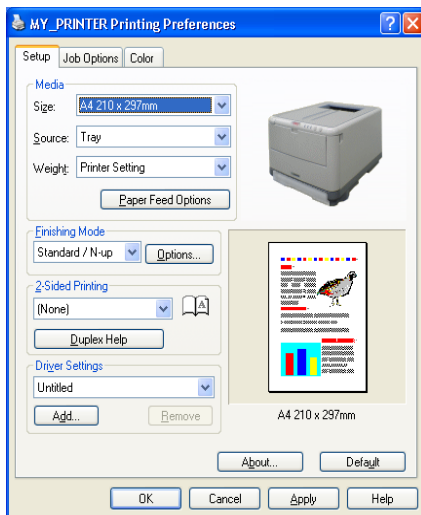 MY_PRINTER Printing Preferences
Setup
Job Options
Color
Media
Size:
A4 210 x 297mm
Source:
Tray
Weight:
Printer Setting
Paper Feed Options
Finishing Mode
Standard / N-up
Options...
2-Sided Printing
(None)
A
Duplex Help
Driver Settings
Untitled
Add...
Remove
A4 210 x 297mm
About...
Default
OK
Cancel
Apply
Help